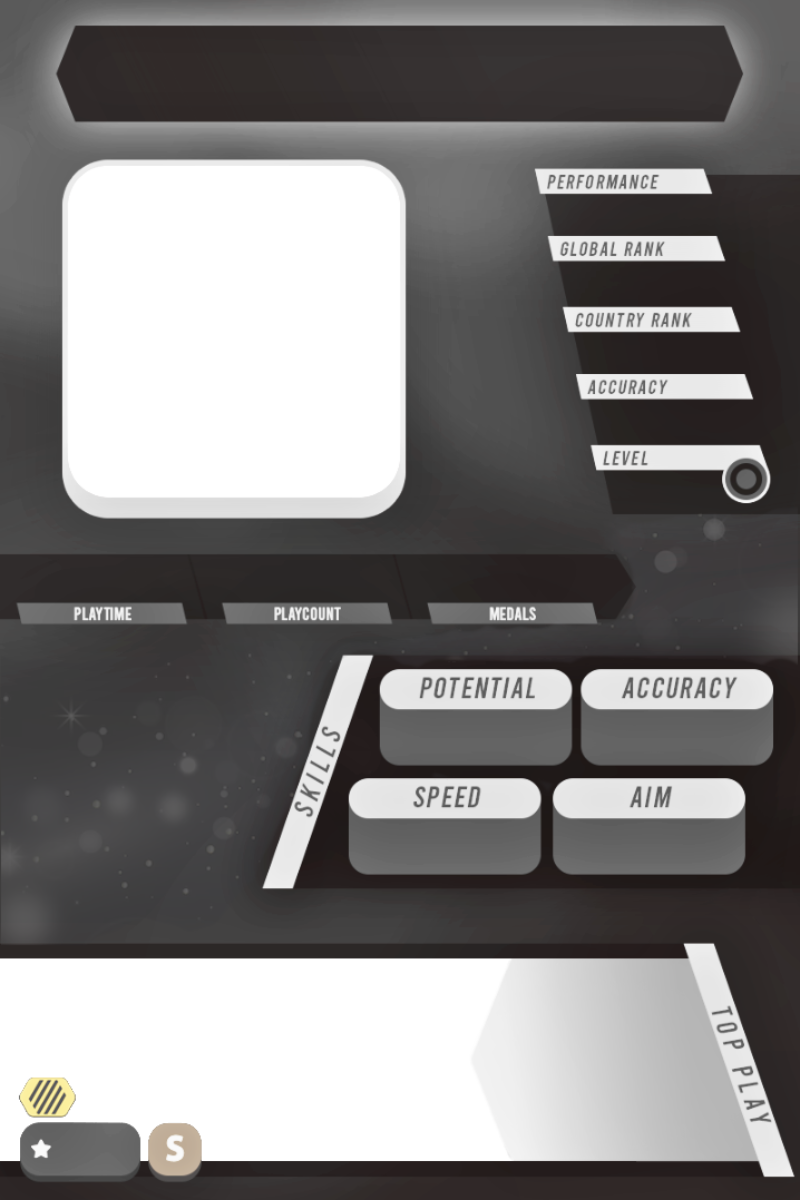 PERFORMANCE
GLOBAL RANK
COUNTRY RANK
ACCURACY
LEVEL
PLAYTIME
PLAYCOUNT
MEDALS
SKILLS
POTENTIAL
ACCURACY
SPEED
AIM
TOP PLAY
S